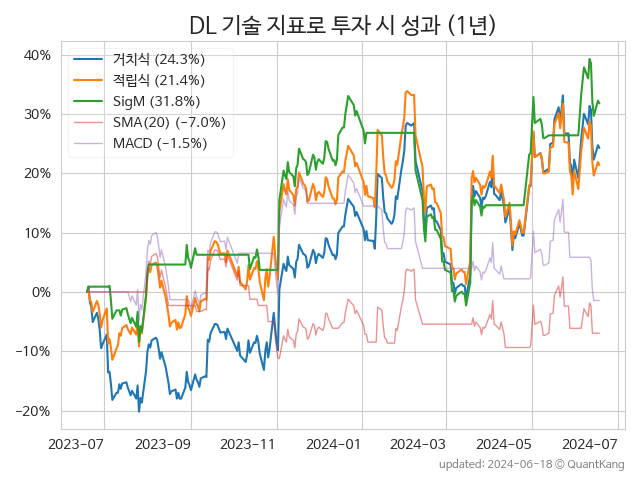 DL 기술 지표로 투자 시 성과 (1년)
40%
30%
20%
10%
0%
−10%
−20%
거치식 (24.3%)
적립식 (21.4%)
SigM (31.8%)
SMA(20) (−7.0%)
MACD (−1.5%)
2023-07
2023-09
2023-11
2024-01
2024-03
2024-05
2024-07
updated: 2024-06-18 © QuantKang